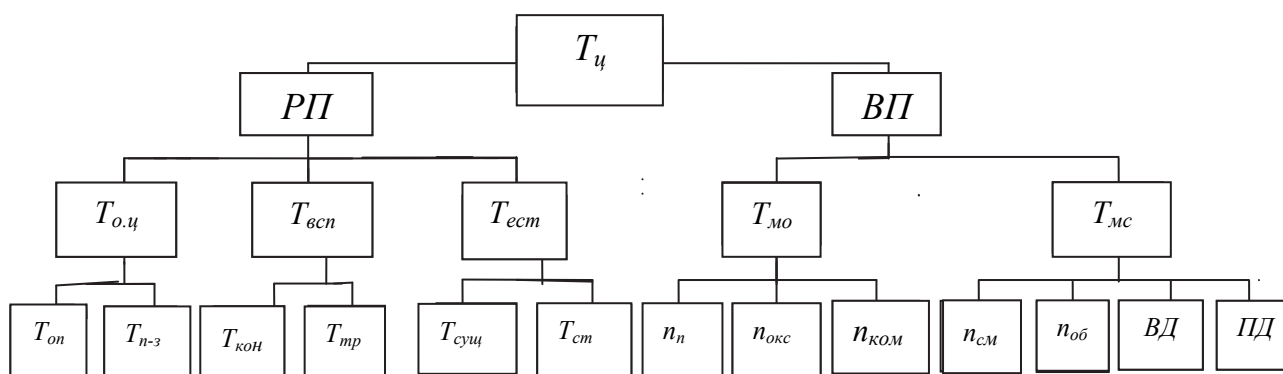 Tц
РП ВП
Tо.ц Tвсп Tест Tмо Tмс
Tоп Tп-з Tкон Tтр Tсущ Tст nп nокс nком nсм nоб ВД ПД